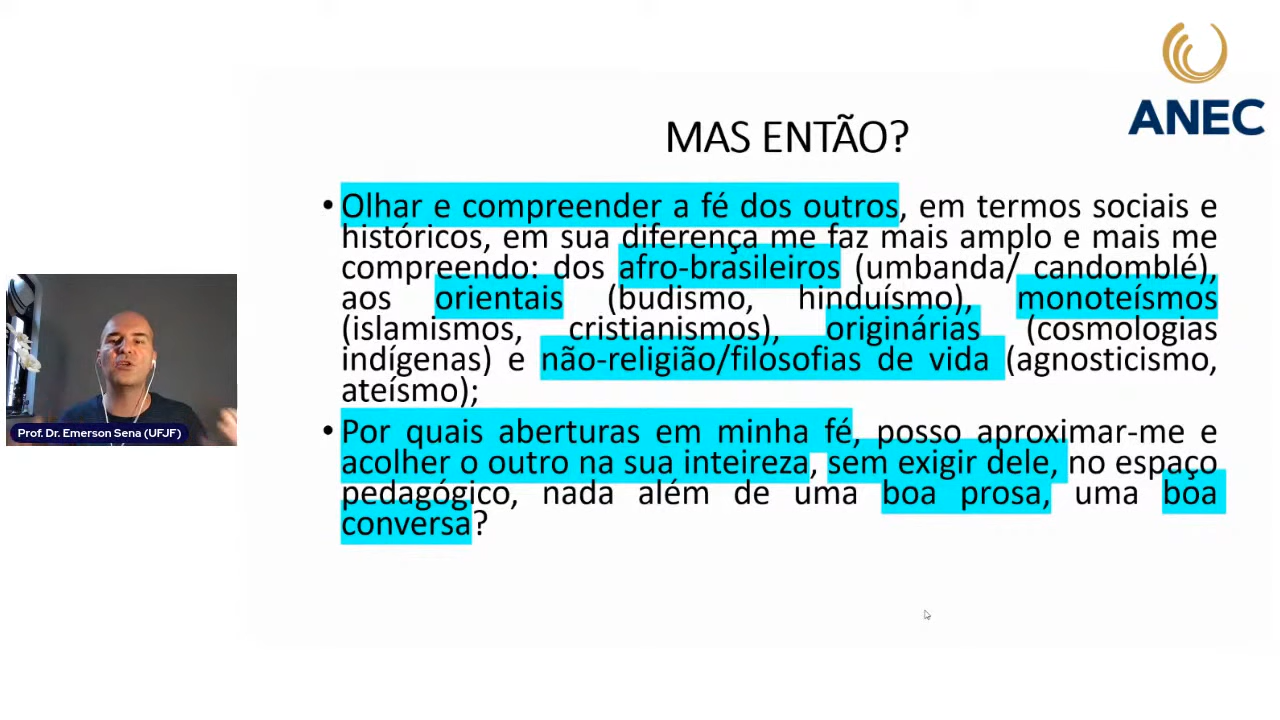 ANEC
MAS ENTÃO?
• Olhar e compreender a fé dos outros, em termos sociais e
históricos, em sua diferença me faz mais amplo e mais me
compreendo: dos afro-brasileiros (umbanda/ candomblé),
aos orientais (budismo, hinduísmo), monoteísmos
(islamismos, cristianismos), originárias (cosmologias
indígenas) e não-religião/filosofias de vida (agnosticismo,
ateísmo);
• Por quais aberturas em minha fé, posso aproximar-me e
acolher o outro na sua inteireza, sem exigir dele, no espaço
pedagógico, nada além de uma boa prosa, uma boa
conversa?
Prof. Dr. Emerson Sena (UFJF)